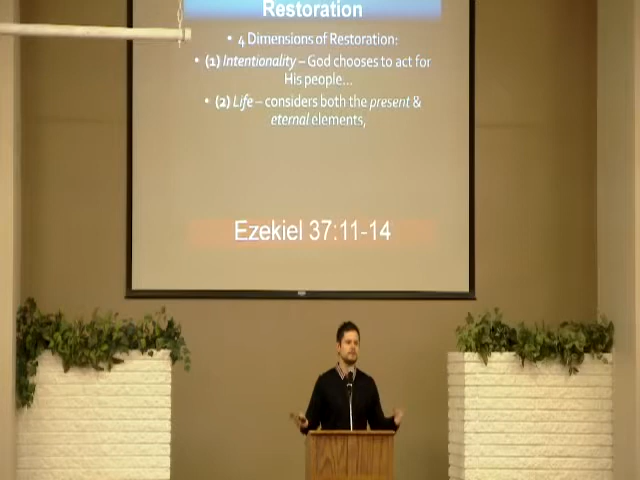 Restoration
• 4 Dimensions of Restoration:
• (1) Intentionality – God chooses to act for
His people...
• (2) Life – considers both the present &
eternal elements,
Ezekiel 37:11-14